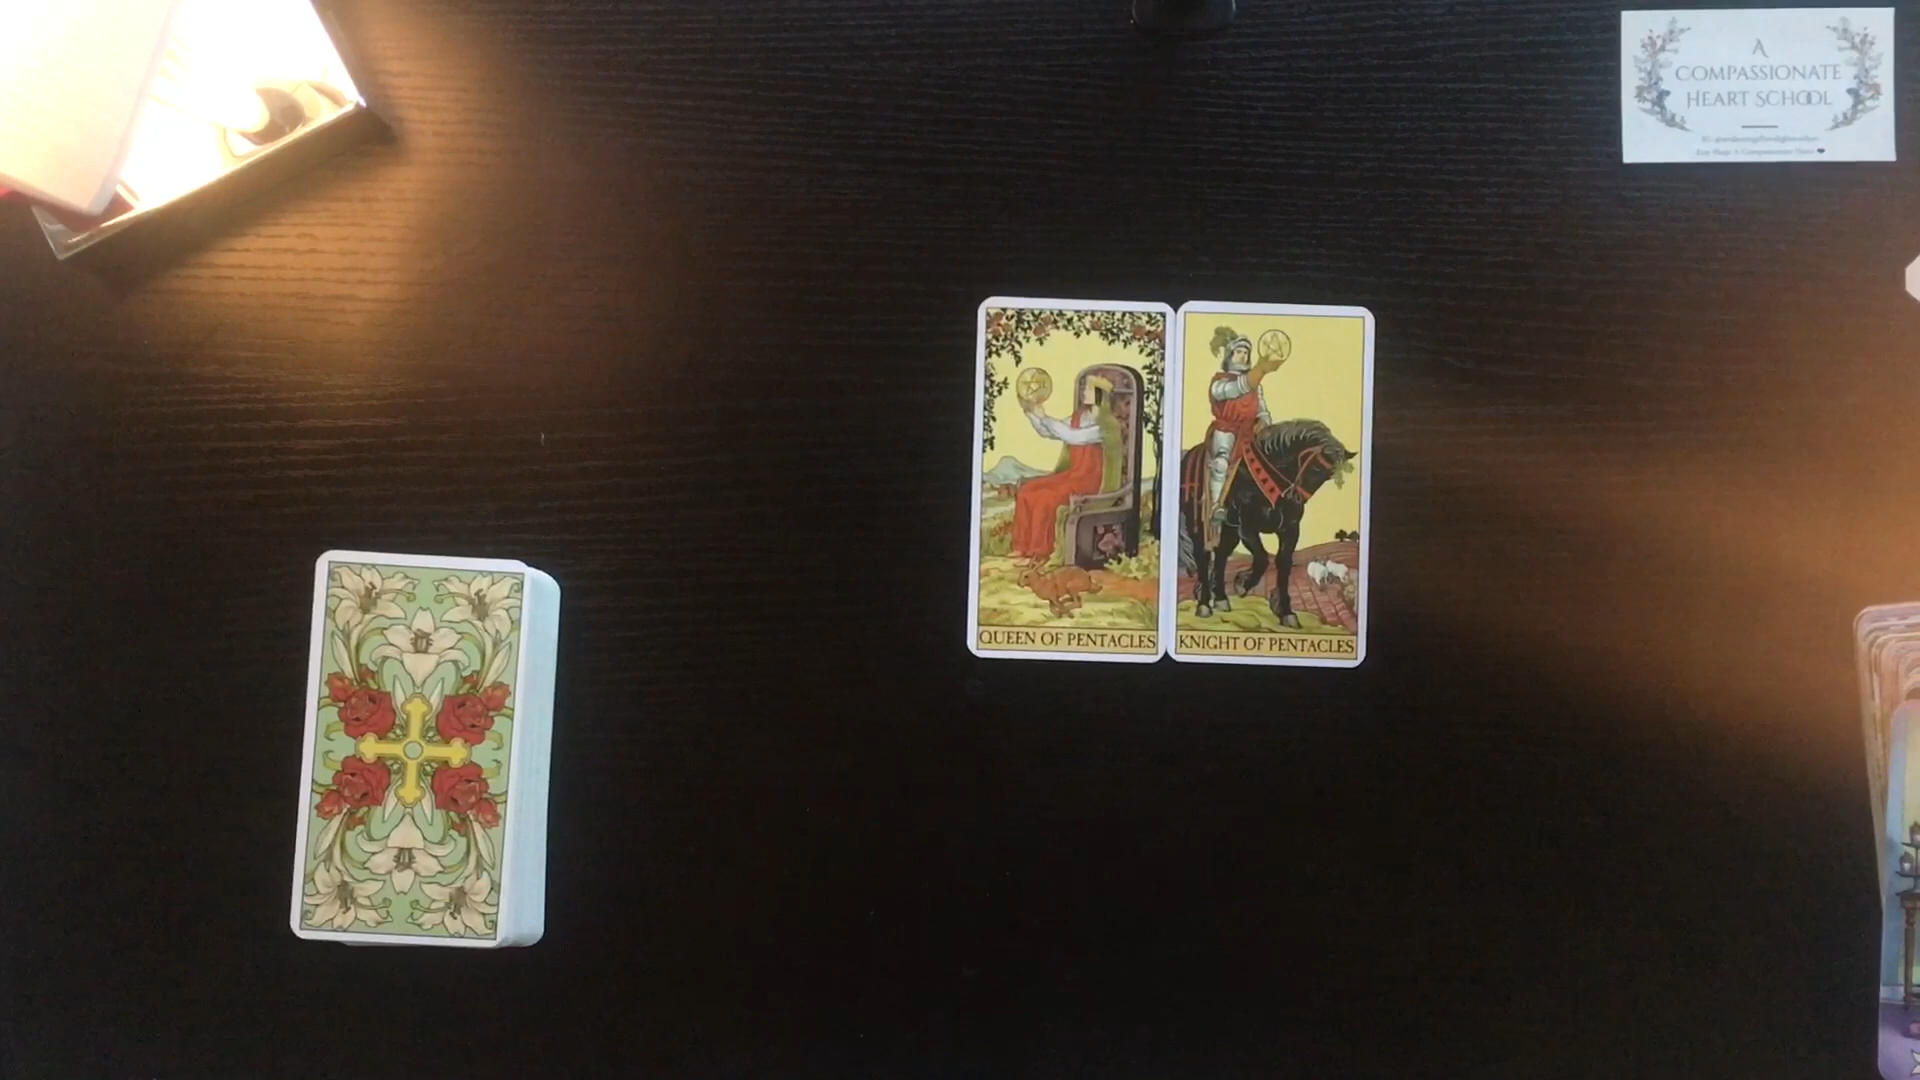 A
COMPASSIONATE
HEART SCHOOL
QUEEN OF PENTACLES
KNIGHT OF PENTACLES